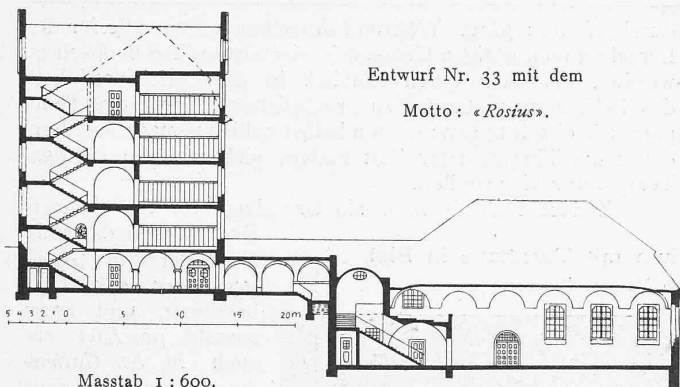 Entwurf Nr. 33 mit dem
Motto: «Rosius».
5 4 3 2 1 0 5 10 15 20m
Masstab 1 : 600.